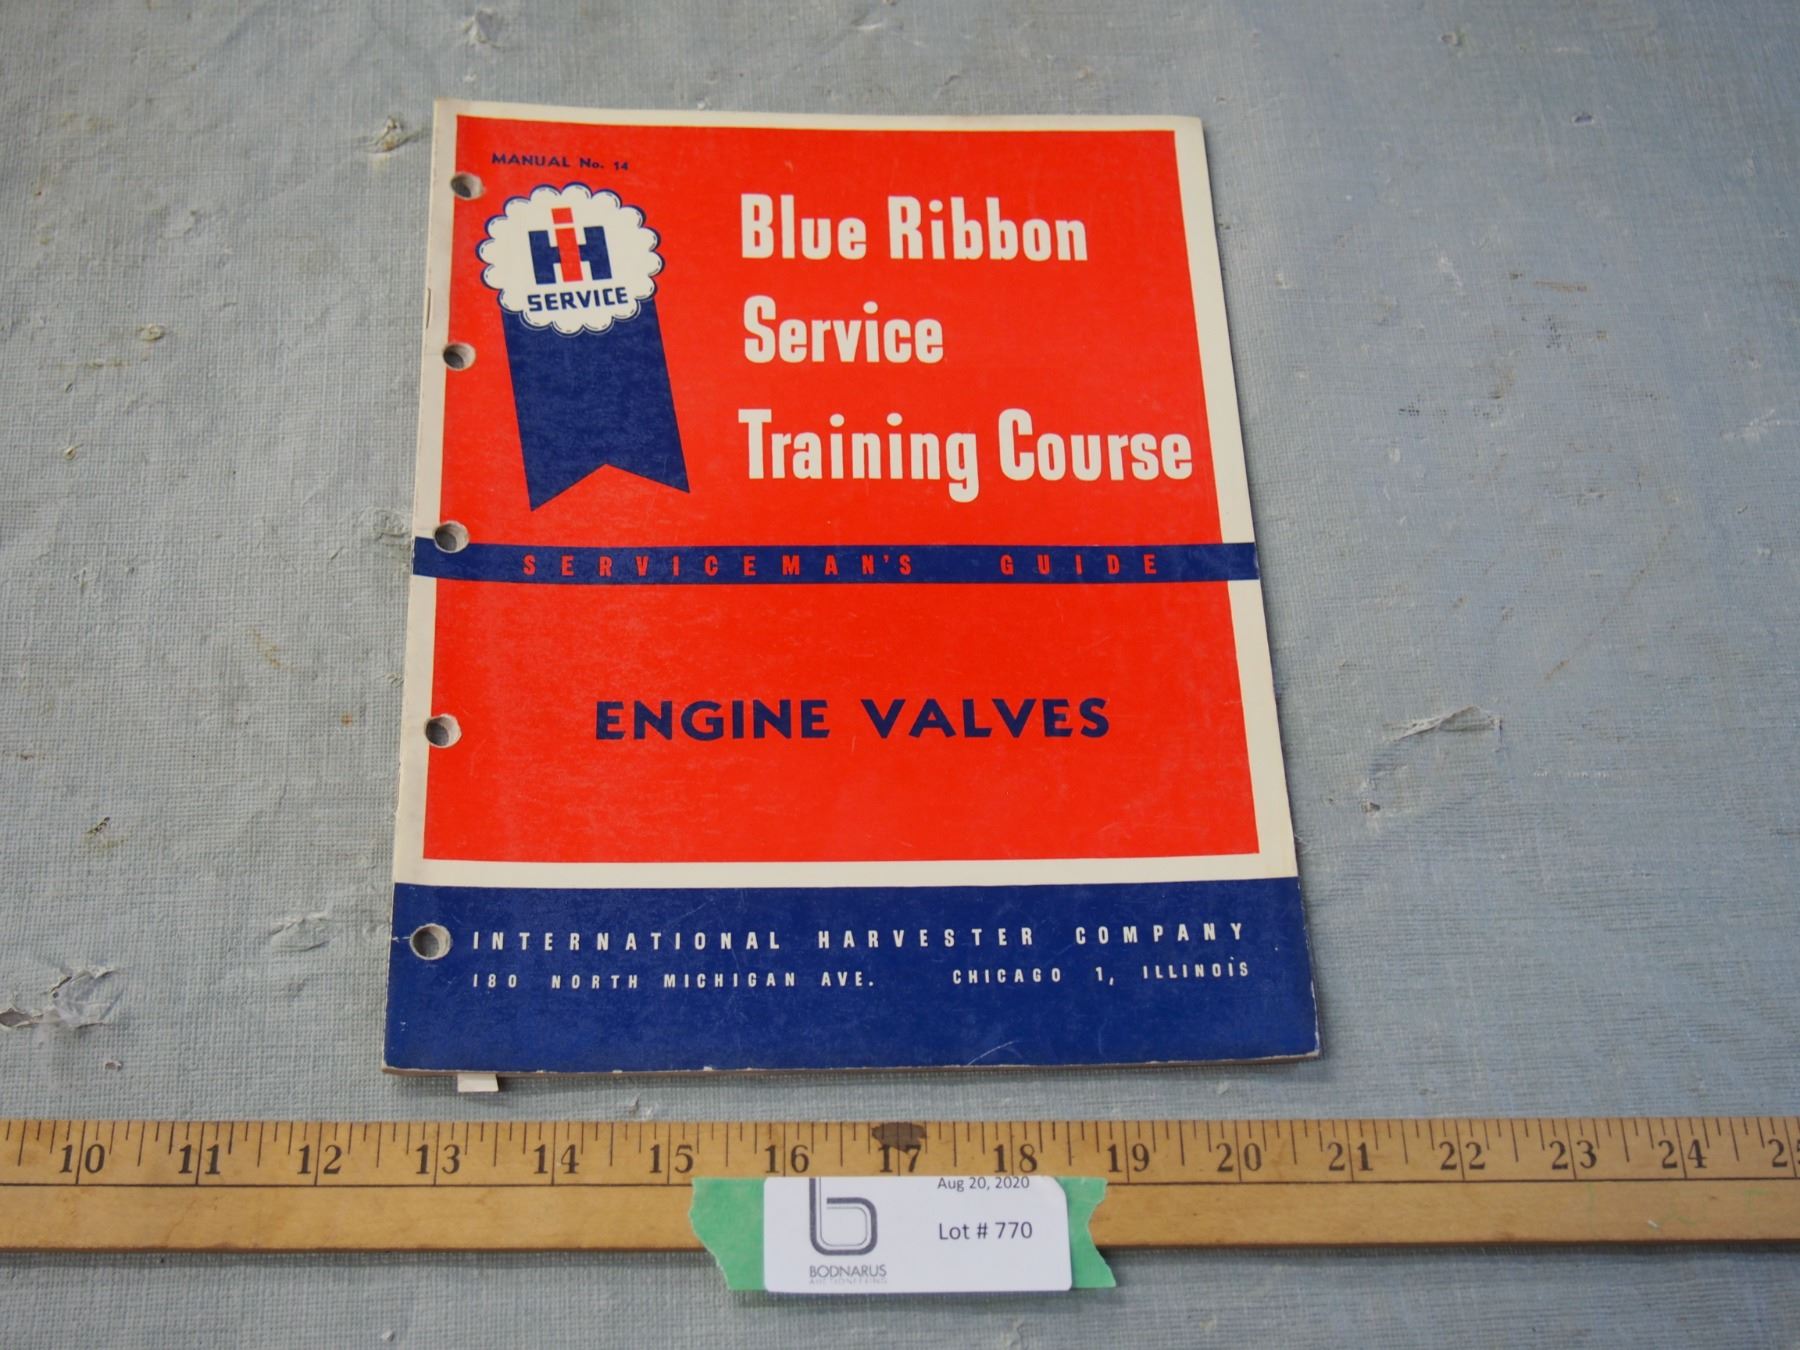 MANUAL No. 14
IH
SERVICE
Blue Ribbon
Service
Training Course
SERVICEMAN'S GUIDE
ENGINE VALVES
INTERNATIONAL HARVESTER COMPANY
180 NORTH MICHIGAN AVE. CHICAGO 1, ILLINOIS
10 11 12 13 14 15 16 17 18 19 20 21 22 23 24
Aug 20, 2020
Lot # 770
b
BODNARUS
AUCTIONEERING